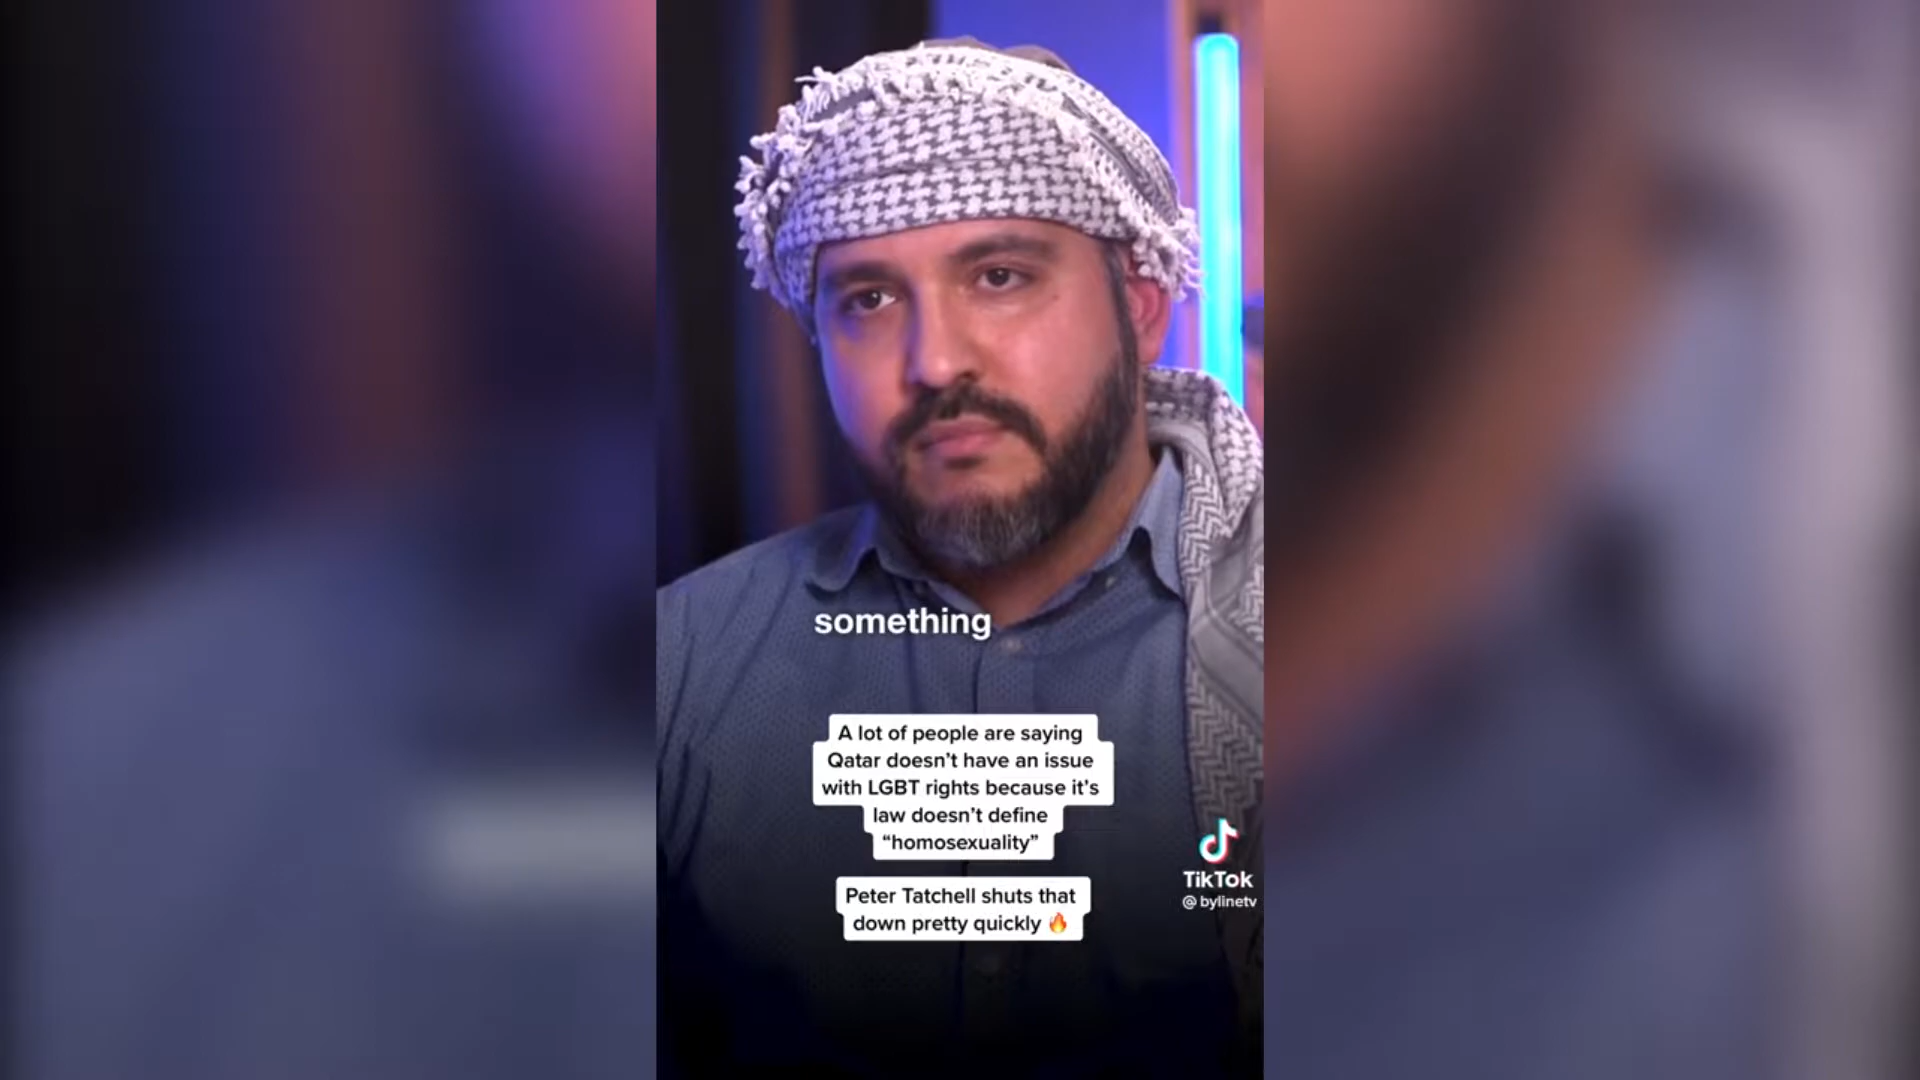 something
A lot of people are saying
Qatar doesn’t have an issue
with LGBT rights because it’s
law doesn’t define
“homosexuality”
Peter Tatchell shuts that
down pretty quickly 🔥
TikTok
@ bylinetv